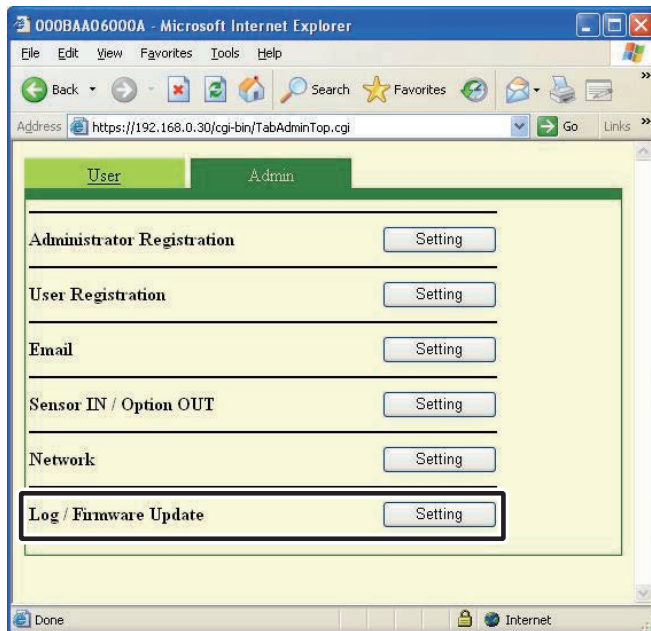 000BAA06000A - Microsoft Internet Explorer
File Edit View Favorites Tools Help
Back Search Favorites »
Address https://192.168.0.30/cgi-bin/TabAdminTop.cgi Go Links »
User Admin
Administrator Registration Setting
User Registration Setting
Email Setting
Sensor IN / Option OUT Setting
Network Setting
Log / Firmware Update Setting
Done Internet